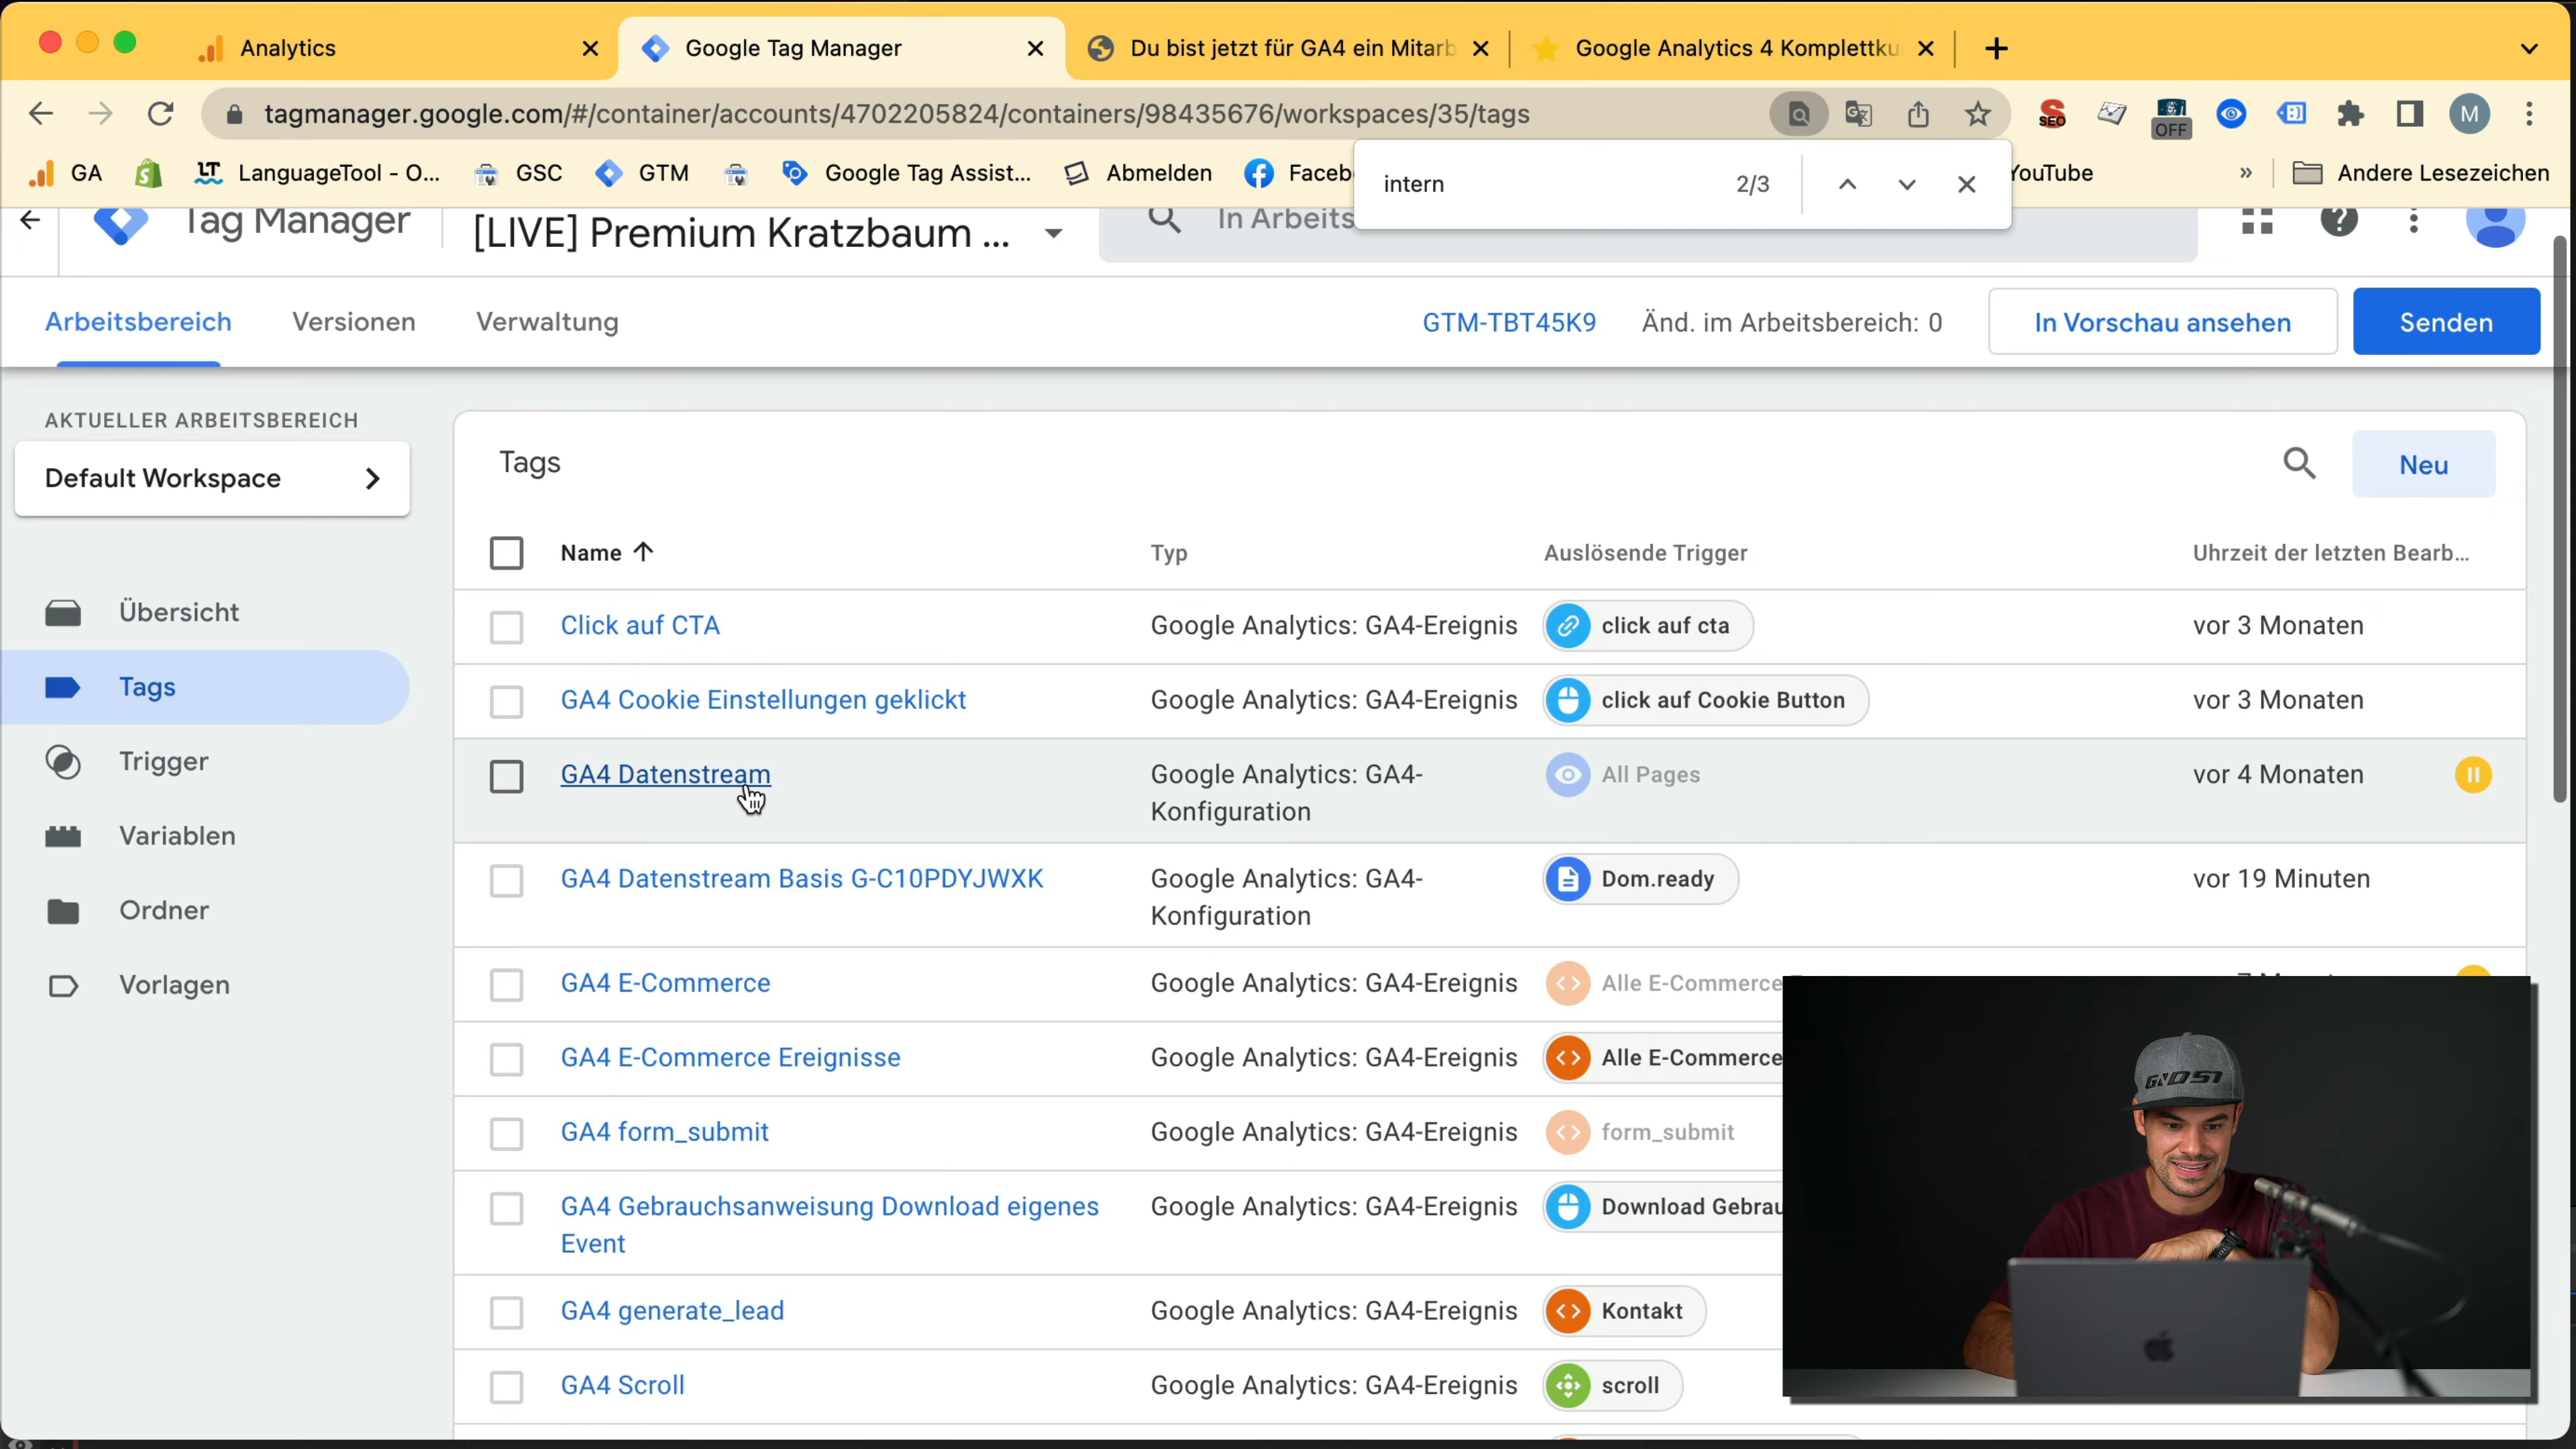 Analytics
Google Tag Manager
Du bist jetzt für GA4 ein Mitarb
Google Analytics 4 Komplettku
tagmanager.google.com/#/container/accounts/4702205824/containers/98435676/workspaces/35/tags
SEO
OFF
M
GA
LT LanguageTool - O...
GSC
GTM
Google Tag Assist...
Abmelden
Faceb
YouTube
»
Andere Lesezeichen
intern
2/3
Tag Manager
[LIVE] Premium Kratzbaum ...
In Arbeits
Arbeitsbereich
Versionen
Verwaltung
GTM-TBT45K9
Änd. im Arbeitsbereich: 0
In Vorschau ansehen
Senden
AKTUELLER ARBEITSBEREICH
Default Workspace
Übersicht
Tags
Trigger
Variablen
Ordner
Vorlagen
Tags
Neu
Name
Typ
Auslösende Trigger
Uhrzeit der letzten Bearb...
Click auf CTA
Google Analytics: GA4-Ereignis
click auf cta
vor 3 Monaten
GA4 Cookie Einstellungen geklickt
Google Analytics: GA4-Ereignis
click auf Cookie Button
vor 3 Monaten
GA4 Datenstream
Google Analytics: GA4-
Konfiguration
All Pages
vor 4 Monaten
GA4 Datenstream Basis G-C10PDYJWXK
Google Analytics: GA4-
Konfiguration
Dom.ready
vor 19 Minuten
GA4 E-Commerce
Google Analytics: GA4-Ereignis
Alle E-Commerce
GA4 E-Commerce Ereignisse
Google Analytics: GA4-Ereignis
Alle E-Commerce
GA4 form_submit
Google Analytics: GA4-Ereignis
form_submit
GA4 Gebrauchsanweisung Download eigenes
Event
Google Analytics: GA4-Ereignis
Download Gebrau
GA4 generate_lead
Google Analytics: GA4-Ereignis
Kontakt
GA4 Scroll
Google Analytics: GA4-Ereignis
scroll